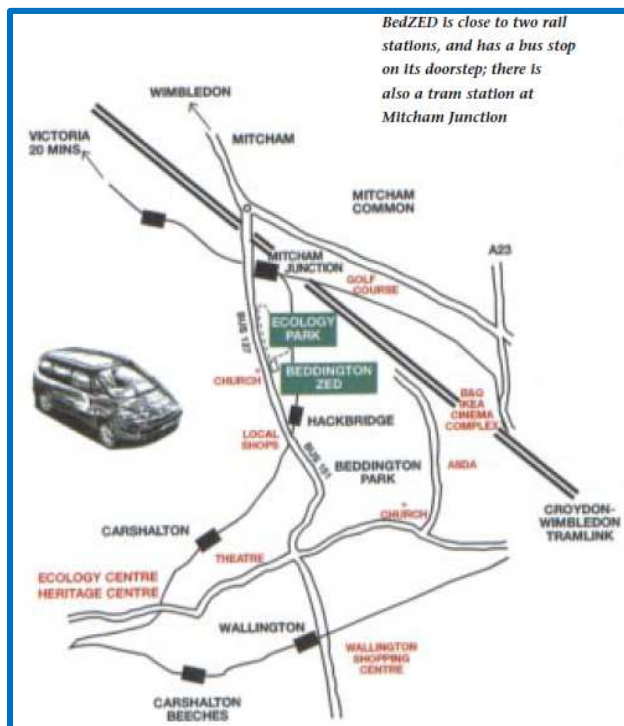 BedZED is close to two rail
stations, and has a bus stop
on its doorstep; there is
also a tram station at
Mitcham Junction
WIMBLEDON
VICTORIA
20 MINS
MITCHAM
MITCHAM
COMMON
A23
MITCHAM
JUNCTION
GOLF
COURSE
BUS 127
ECOLOGY
PARK
CHURCH
BEDDINGTON
ZED
B&Q
IKEA
CINEMA
COMPLEX
HACKBRIDGE
LOCAL
SHOPS
BUS 151
BEDDINGTON
PARK
ASDA
CROYDON-
WIMBLEDON
TRAMLINK
CHURCH
CARSHALTON
THEATRE
ECOLOGY CENTRE
HERITAGE CENTRE
WALLINGTON
WALLINGTON
SHOPPING
CENTRE
CARSHALTON
BEECHES